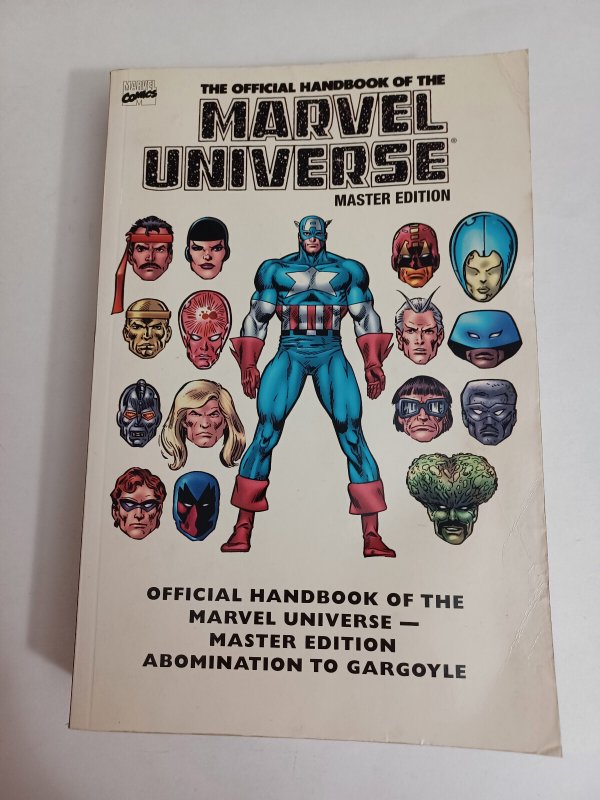 MARVEL
COMICS
M
THE OFFICIAL HANDBOOK OF THE
MARVEL
UNIVERSE®
MASTER EDITION
A
OFFICIAL HANDBOOK OF THE
MARVEL UNIVERSE —
MASTER EDITION
ABOMINATION TO GARGOYLE